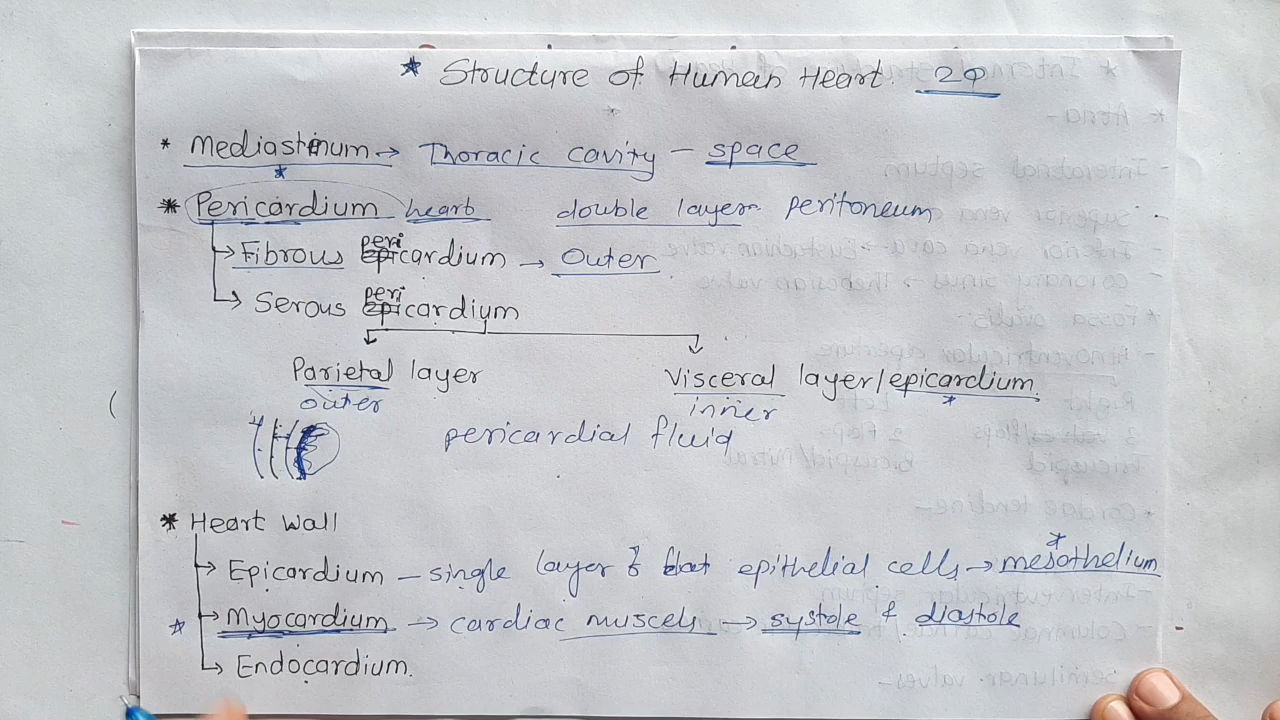 * Structure of Human Heart. 2Q
* Mediastinum → Thoracic cavity - space
* Pericardium heart double layer peritoneum
→ Fibrous pericardium → Outer
→ Serous pericardium
Parietal layer Visceral layer/epicardium.
outer inner
pericardial fluid
* Heart wall
→ Epicardium - single layer of flat epithelial cells → mesothelium
* → Myocardium → cardiac muscels → systole & diastole
→ Endocardium.